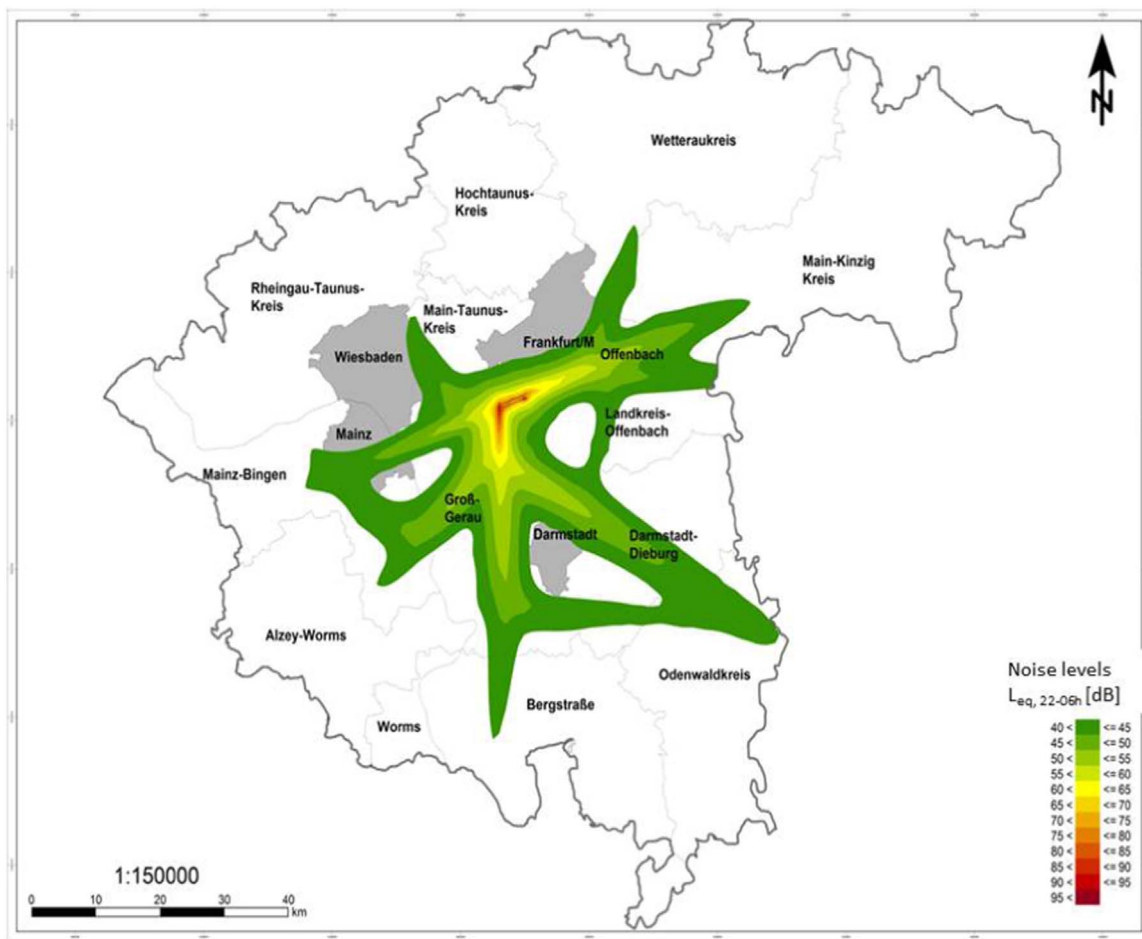 N
Wetteraukreis
Hochtaunus-
Kreis
Main-Kinzig
Kreis
Rheingau-Taunus-
Kreis
Main-Taunus-
Kreis
Frankfurt/M
Offenbach
Wiesbaden
Landkreis-
Offenbach
Mainz
Mainz-Bingen
Groß-
Gerau
Darmstadt
Darmstadt-
Dieburg
Alzey-Worms
Odenwaldkreis
Bergstraße
Worms
Noise levels
Leq, 22-06h [dB]
40 < <= 45
45 < <= 50
50 < <= 55
55 < <= 60
60 < <= 65
65 < <= 70
70 < <= 75
75 < <= 80
80 < <= 85
85 < <= 90
90 < <= 95
95 <
1:150000
0 10 20 30 40
km